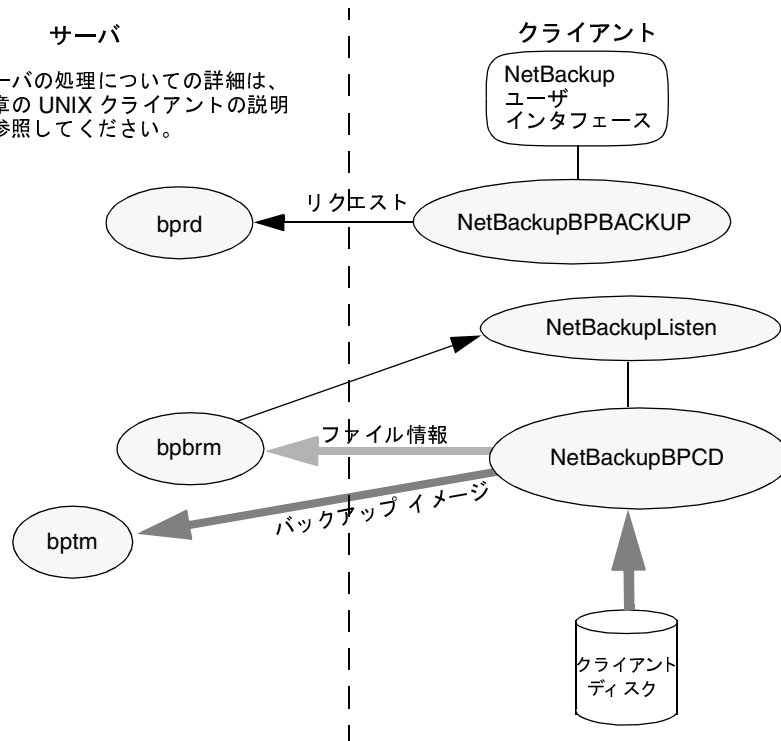 サーバ
ーバの処理についての詳細は、
章の UNIX クライアントの説明
参照してください。
クライアント
NetBackup
ユーザ
インタフェース
bprd
リクエスト
NetBackupBPBACKUP
NetBackupListen
bpbrm
ファイル情報
NetBackupBPCD
バックアップ イメージ
bptm
クライアント
ディスク